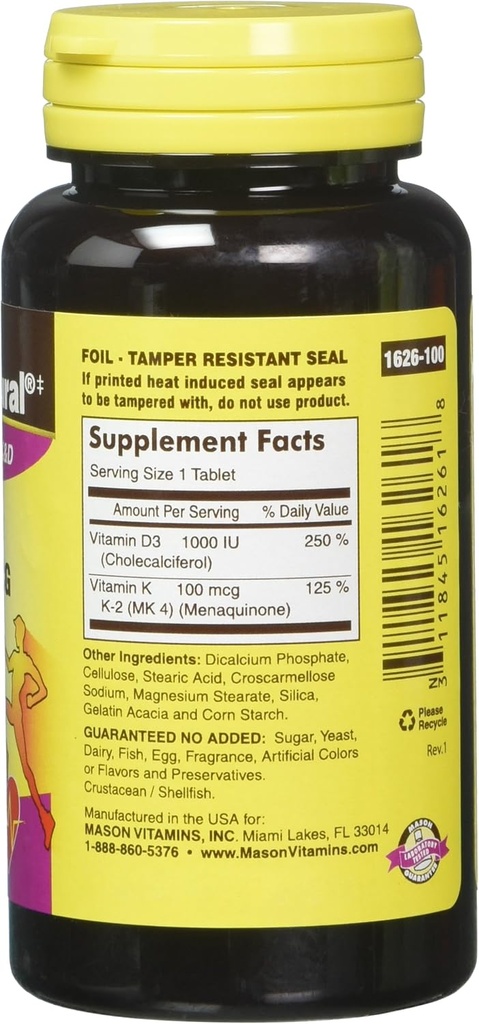 ral®‡
&D
G
FOIL - TAMPER RESISTANT SEAL
If printed heat induced seal appears
to be tampered with, do not use product.
1626-100
Supplement Facts
Serving Size 1 Tablet
Amount Per Serving % Daily Value
Vitamin D3 1000 IU 250 %
(Cholecalciferol)
Vitamin K 100 mcg 125 %
K-2 (MK 4) (Menaquinone)
Other Ingredients: Dicalcium Phosphate,
Cellulose, Stearic Acid, Croscarmellose
Sodium, Magnesium Stearate, Silica,
Gelatin Acacia and Corn Starch.
GUARANTEED NO ADDED: Sugar, Yeast,
Dairy, Fish, Egg, Fragrance, Artificial Colors
or Flavors and Preservatives.
Crustacean / Shellfish.
Manufactured in the USA for:
MASON VITAMINS, INC. Miami Lakes, FL 33014
1-888-860-5376 • www.MasonVitamins.com
N 3 11845 16261 8
Please
Recycle
Rev.1
MASON
LABORATORY
TESTED
GUARANTEE